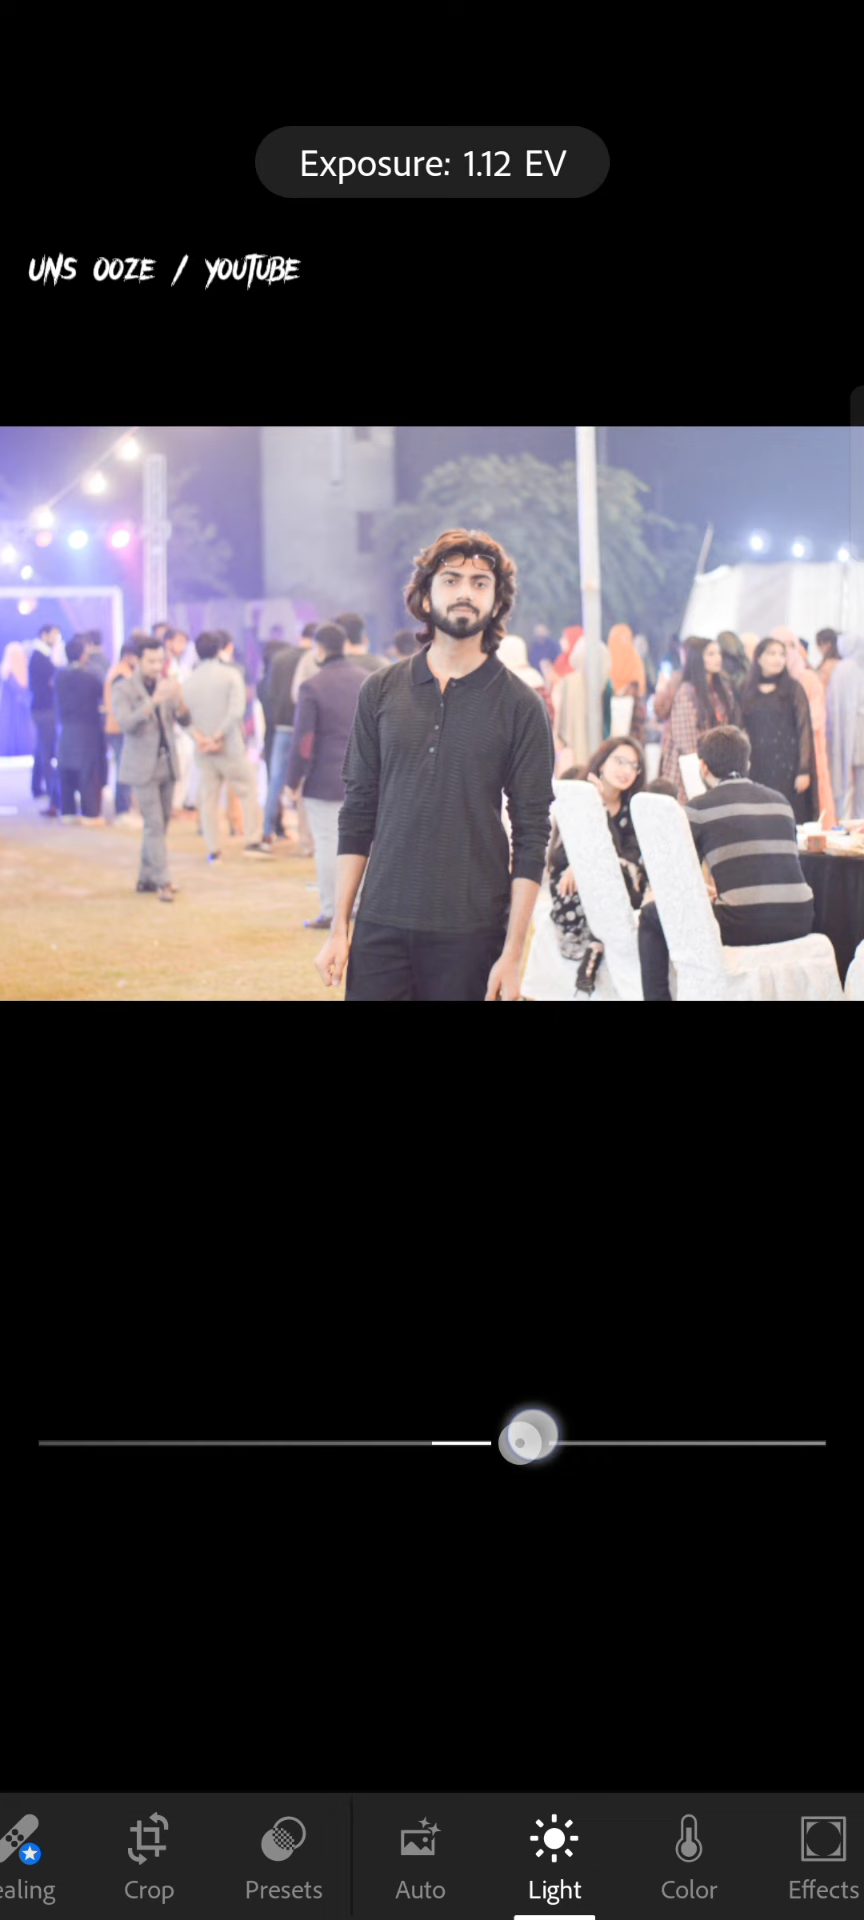 Exposure: 1.12 EV
UNS OOZE / YOUTUBE
ealing
Crop
Presets
Auto
Light
Color
Effects